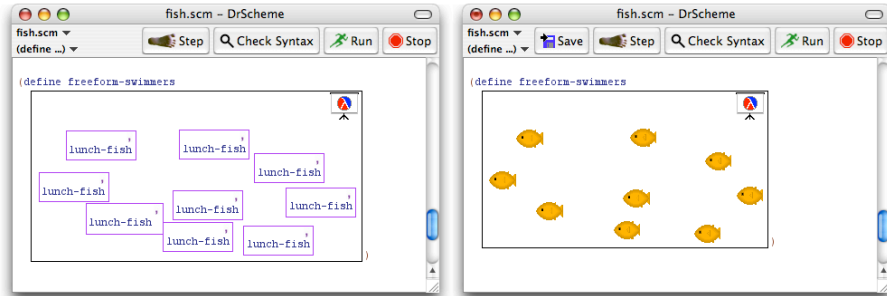 fish.scm - DrScheme
fish.scm
(define ...)
Step
Check Syntax
Run
Stop
(define freeform-swimmers
,
lunch-fish
,
lunch-fish
,
lunch-fish
,
lunch-fish
,
lunch-fish
,
lunch-fish
,
lunch-fish
,
lunch-fish
,
lunch-fish
)
fish.scm - DrScheme
fish.scm
(define ...)
Save
Step
Check Syntax
Run
Stop
(define freeform-swimmers
)